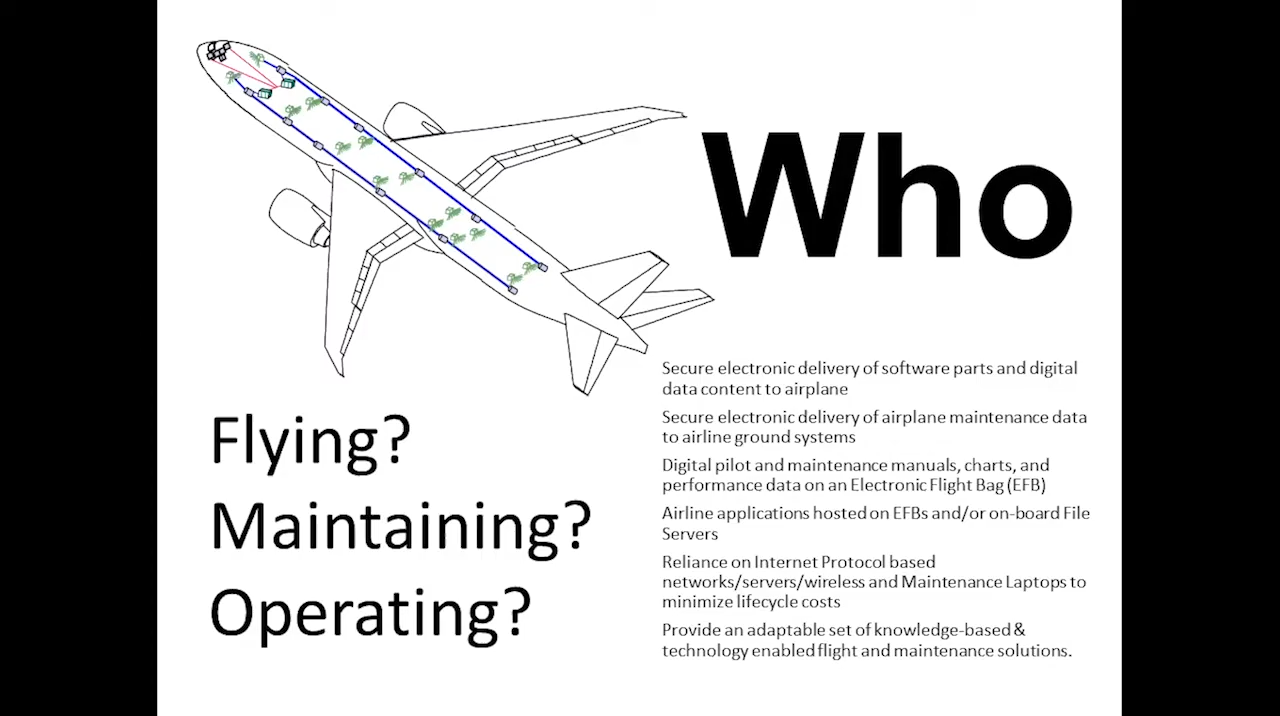 Who
Flying?
Maintaining?
Operating?
Secure electronic delivery of software parts and digital
data content to airplane
Secure electronic delivery of airplane maintenance data
to airline ground systems
Digital pilot and maintenance manuals, charts, and
performance data on an Electronic Flight Bag (EFB)
Airline applications hosted on EFBs and/or on-board File
Servers
Reliance on Internet Protocol based
networks/servers/wireless and Maintenance Laptops to
minimize lifecycle costs
Provide an adaptable set of knowledge-based &
technology enabled flight and maintenance solutions.